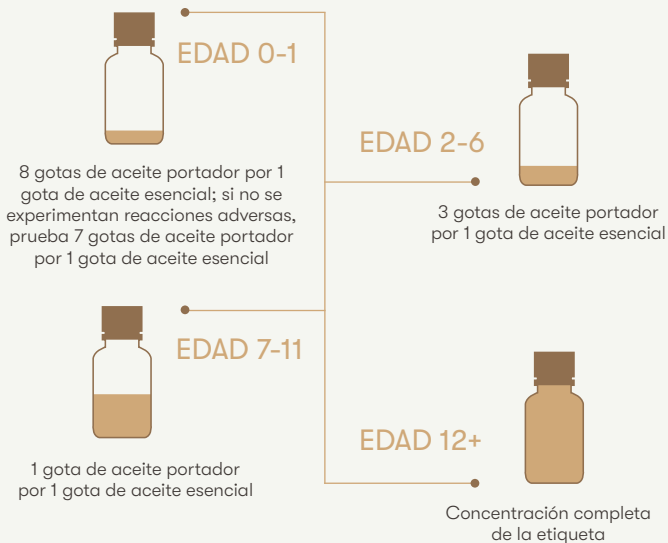 EDAD 0-1
8 gotas de aceite portador por 1
gota de aceite esencial; si no se
experimentan reacciones adversas,
prueba 7 gotas de aceite portador
por 1 gota de aceite esencial
EDAD 2-6
3 gotas de aceite portador
por 1 gota de aceite esencial
EDAD 7-11
1 gota de aceite portador
por 1 gota de aceite esencial
EDAD 12+
Concentración completa
de la etiqueta